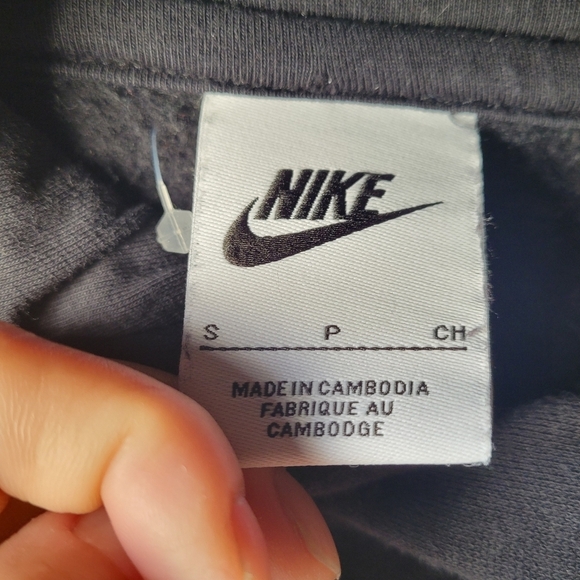 NIKE
S P CH
MADE IN CAMBODIA
FABRIQUE AU
CAMBODGE